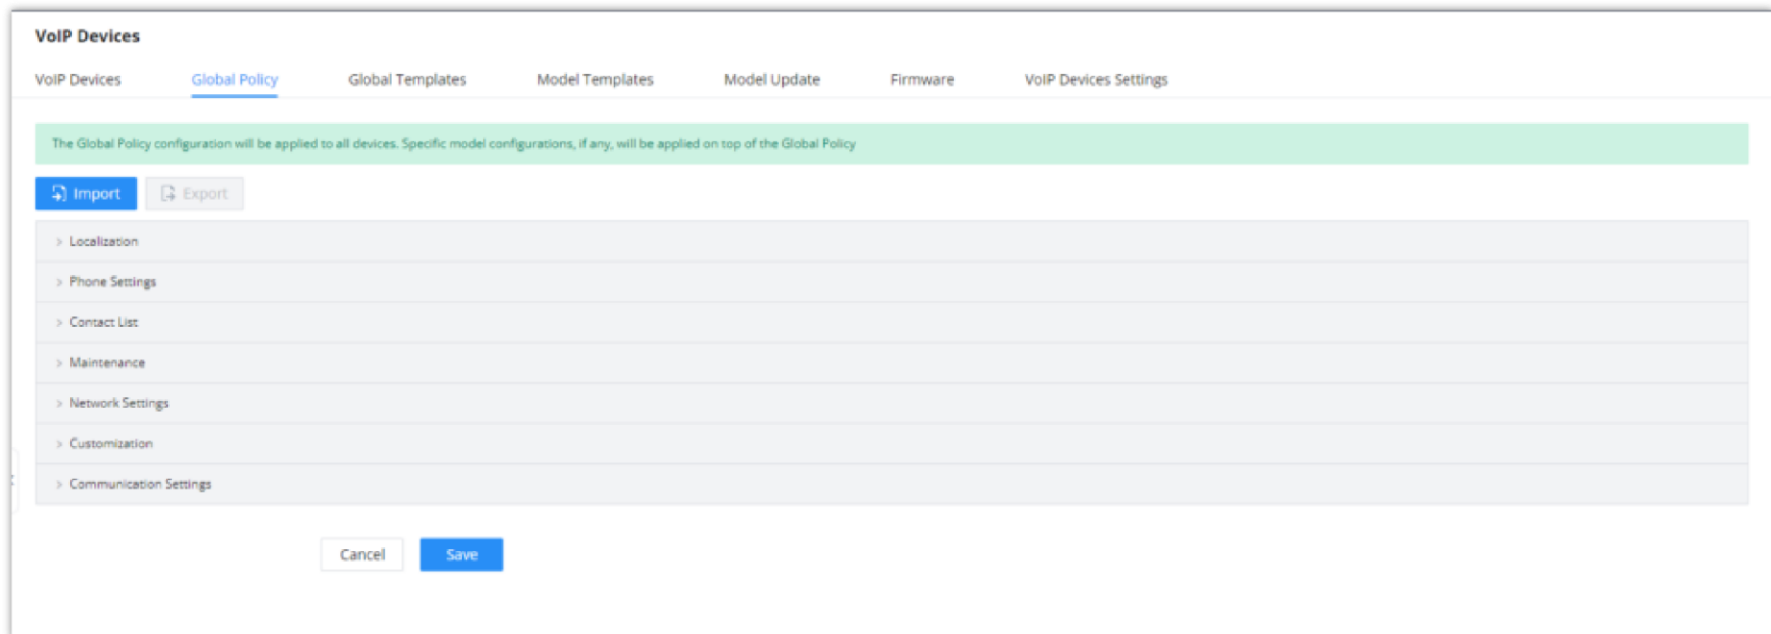 VoIP Devices
VoIP Devices Global Policy Global Templates Model Templates Model Update Firmware VoIP Devices Settings
The Global Policy configuration will be applied to all devices. Specific model configurations, if any, will be applied on top of the Global Policy
Import Export
Localization
Phone Settings
Contact List
Maintenance
Network Settings
Customization
Communication Settings
Cancel Save